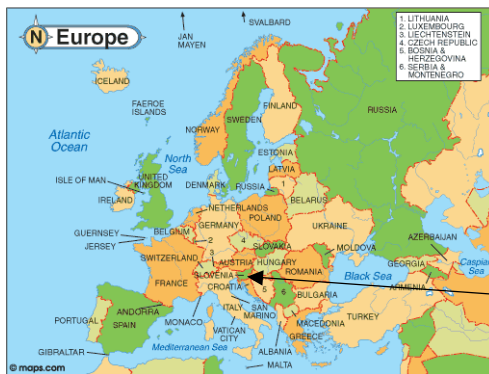 N Europe
SVALBARD
JAN
MAYEN
1. LITHUANIA
2. LUXEMBOURG
3. LIECHTENSTEIN
4. CZECH REPUBLIC
5. BOSNIA &
HERZEGOVINA
6. SERBIA &
MONTENEGRO
ICELAND
FAEROE
ISLANDS
FINLAND
RUSSIA
SWEDEN
NORWAY
Atlantic
Ocean
ESTONIA
North
Sea
LATVIA
1
ISLE OF MAN
UNITED
KINGDOM
DENMARK
RUSSIA
BELARUS
IRELAND
NETHERLANDS
POLAND
GUERNSEY
JERSEY
BELGIUM
GERMANY
UKRAINE
2
4
SLOVAKIA
MOLDOVA
AZERBAIJAN
SWITZERLAND
3
AUSTRIA
HUNGARY
GEORGIA
Caspian
Sea
SLOVENIA
ROMANIA
Black Sea
FRANCE
CROATIA
5
6
ARMENIA
BULGARIA
ANDORRA
ITALY
SAN
MARINO
PORTUGAL
SPAIN
MONACO
VATICAN
CITY
MACEDONIA
TURKEY
GREECE
Mediterranean Sea
ALBANIA
GIBRALTAR
MALTA
© maps.com